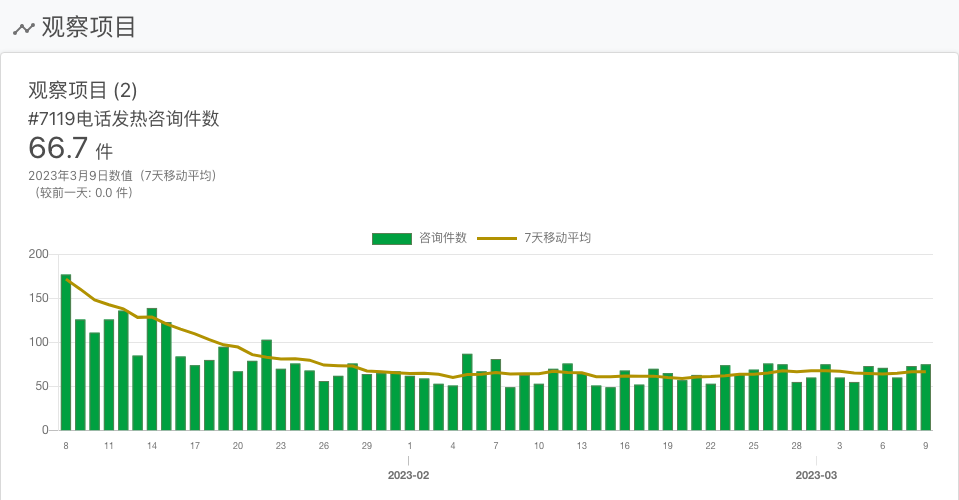 观察项目
观察项目 (2)
#7119电话发热咨询件数
66.7 件
2023年3月9日数值（7天移动平均）
（较前一天: 0.0 件）
咨询件数 7天移动平均
200
150
100
50
0
8 11 14 17 20 23 26 29 1 4 7 10 13 16 19 22 25 28 3 6 9
2023-02 2023-03